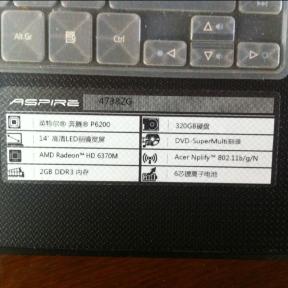 Alt Gr
Ctrl
ASPIRE 4738ZG
英特尔® 奔腾® P6200
320GB硬盘
14" 高清LED背光宽屏
DVD-SuperMulti刻录
AMD Radeon™ HD 6370M
Acer Nplify™ 802.11b/g/N
2GB DDR3 内存
6芯锂离子电池